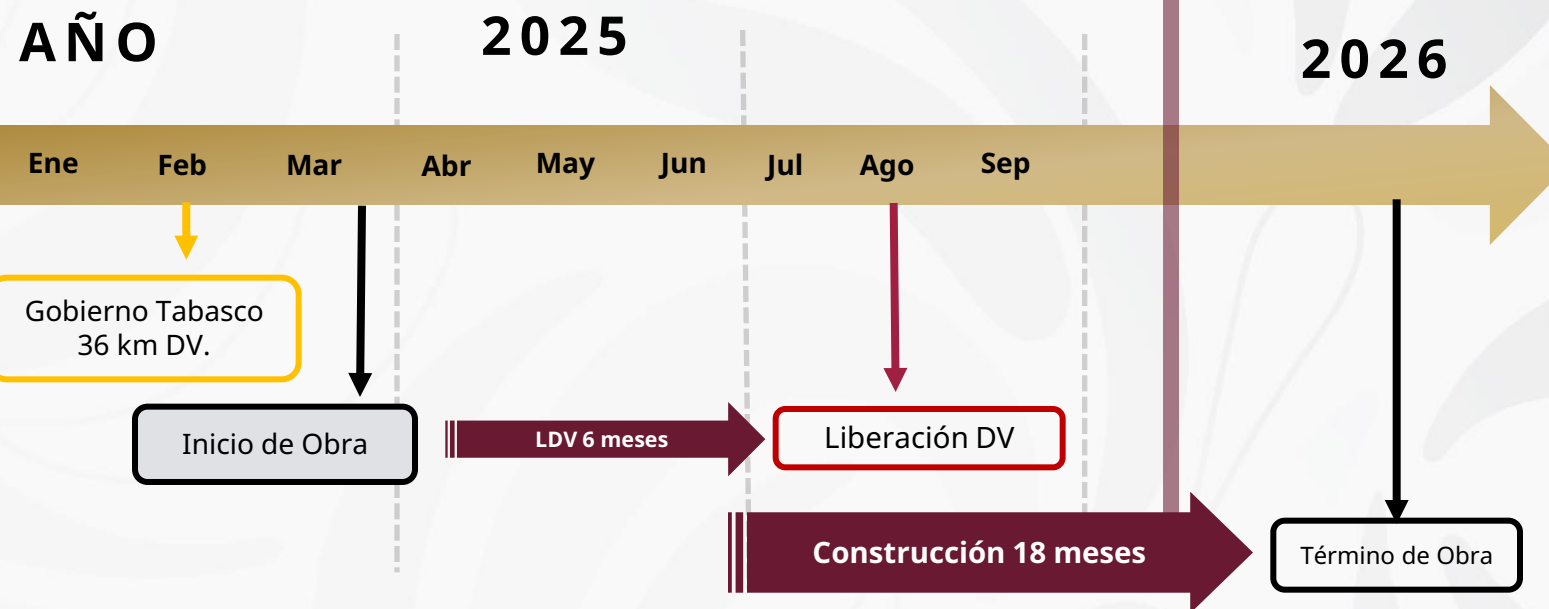 AÑO
2025
2026
Ene Feb Mar Abr May Jun Jul Ago Sep
Gobierno Tabasco
36 km DV.
Inicio de Obra
LDV 6 meses
Liberación DV
Construcción 18 meses
Término de Obra